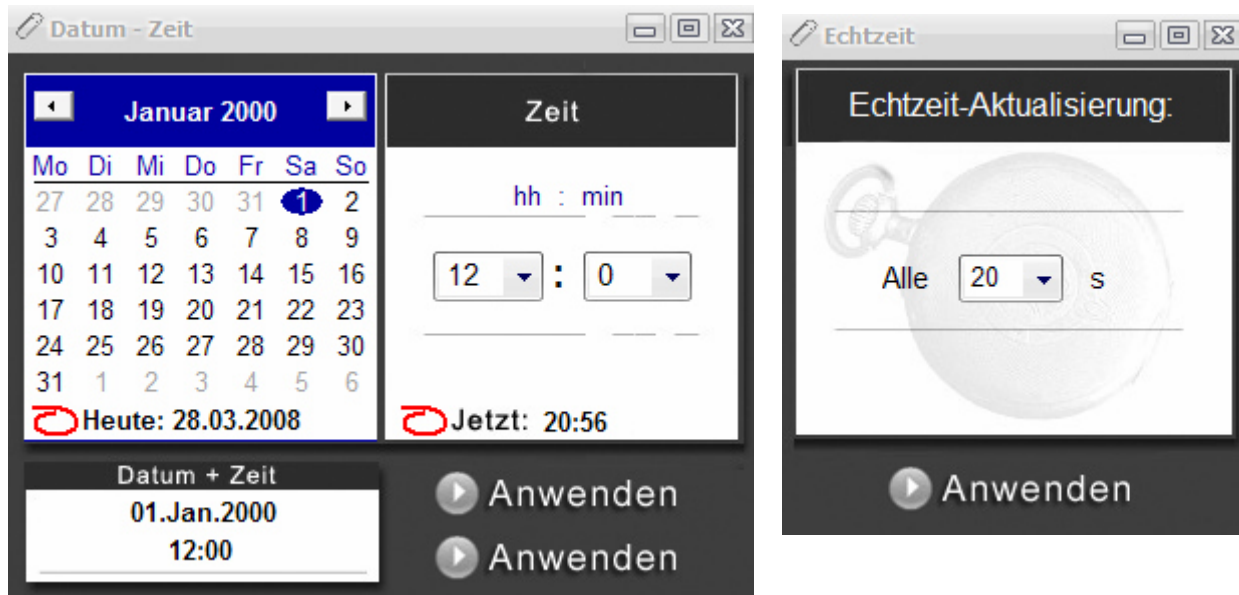 Datum - Zeit
Januar 2000
Mo Di Mi Do Fr Sa So
27 28 29 30 31 1 2
3 4 5 6 7 8 9
10 11 12 13 14 15 16
17 18 19 20 21 22 23
24 25 26 27 28 29 30
31 1 2 3 4 5 6
Heute: 28.03.2008
Zeit
hh : min
12 : 0
Jetzt: 20:56
Datum + Zeit
01.Jan.2000
12:00
Anwenden
Anwenden
Echtzeit
Echtzeit-Aktualisierung:
Alle 20 s
Anwenden